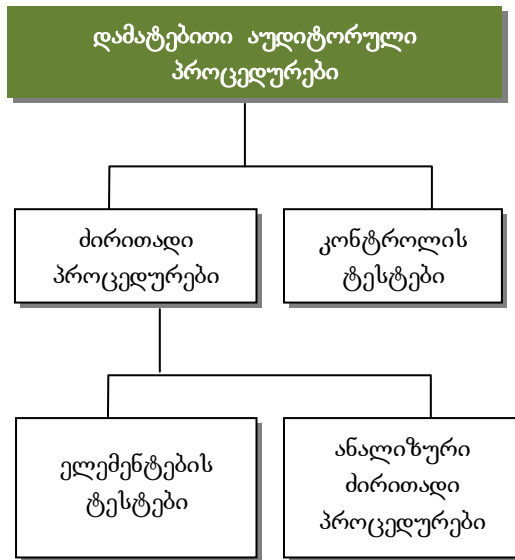 დამატებითი აუდიტორული
პროცედურები
ძირითადი
პროცედურები
კონტროლის
ტესტები
ელემენტების
ტესტები
ანალიზური
ძირითადი
პროცედურები